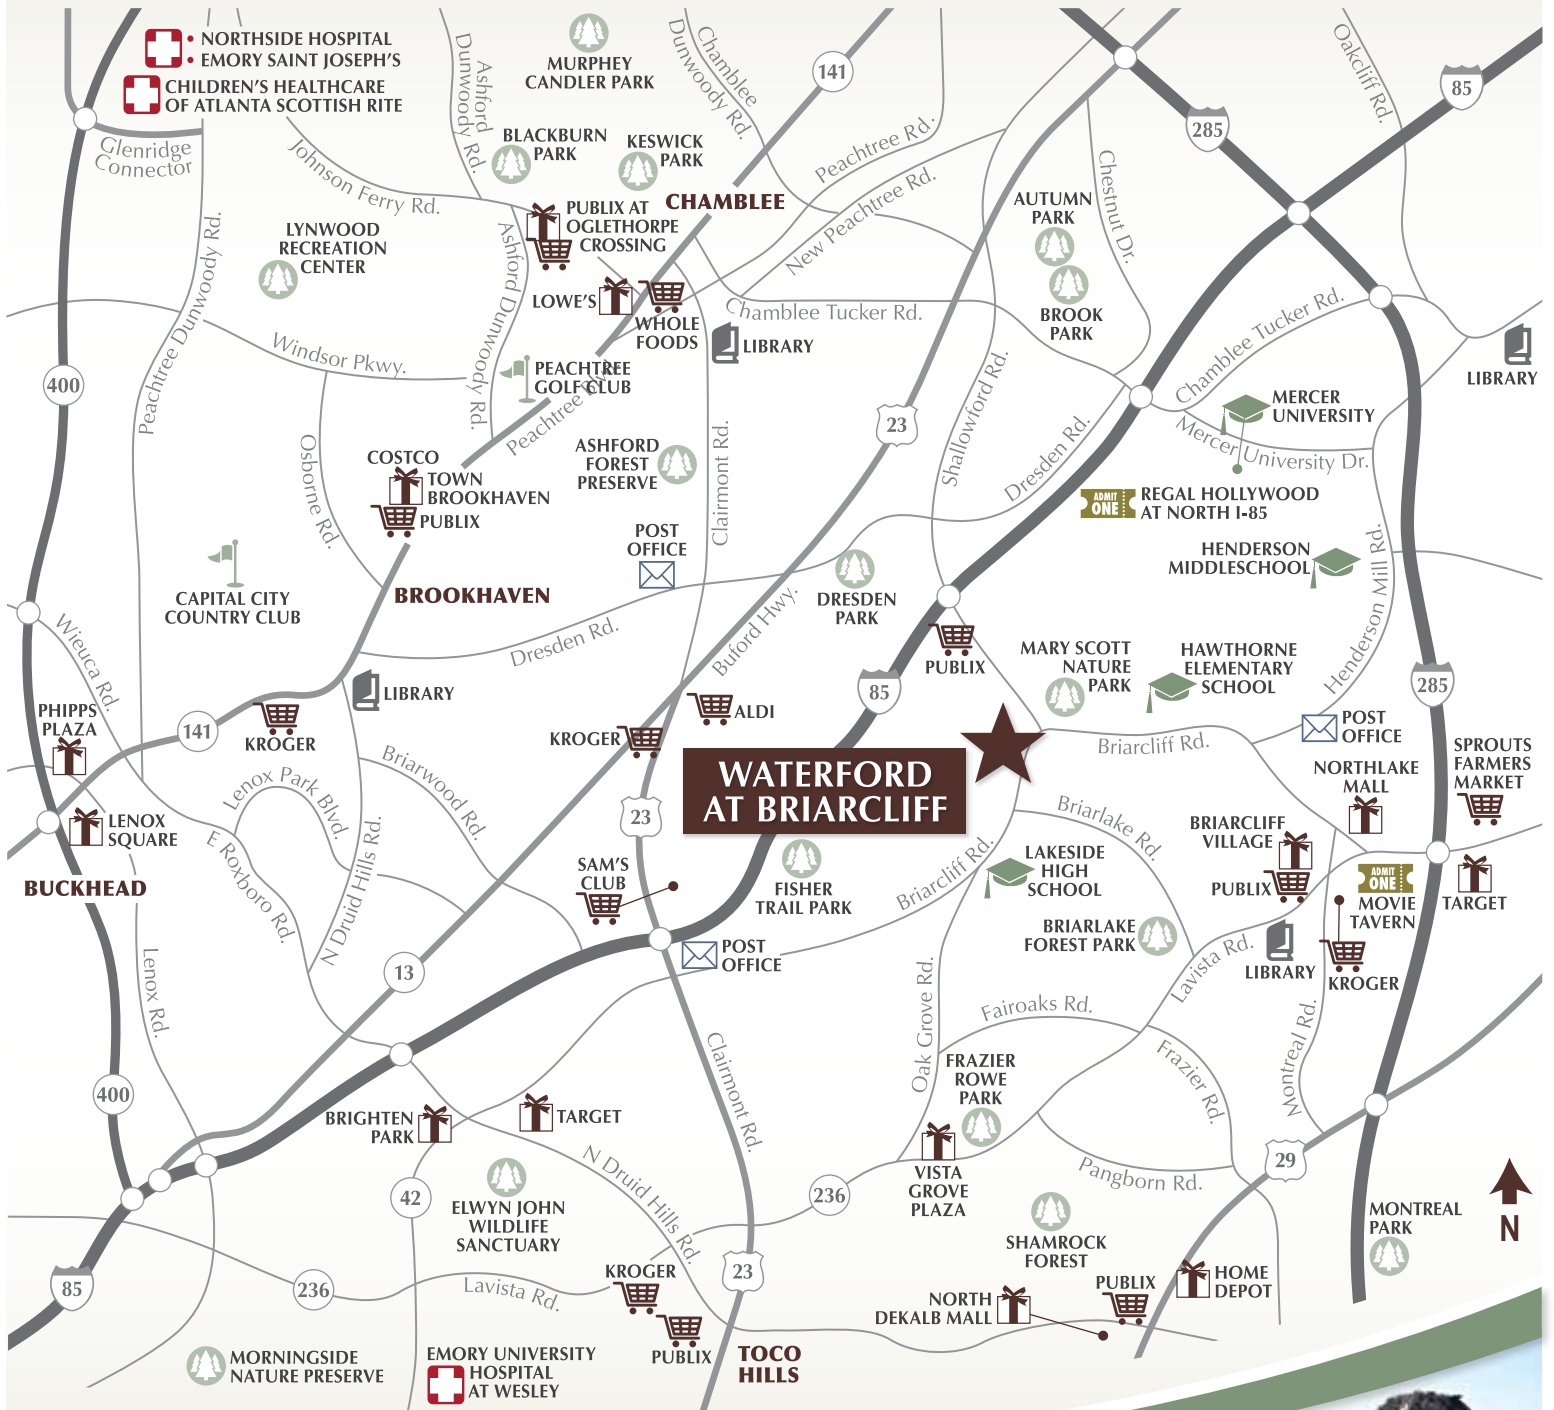 NORTHSIDE HOSPITAL
EMORY SAINT JOEPH'S
CHILDREN'S HEALTHCARE
OF ATLANTA SCOTTISH RITE
Glenridge
Connector
Johnson Ferry Rd.
Ashford
Dunwoody Rd.
MURPHEY
CANDLER PARK
Chamblee
Dunwoody Rd.
141
BLACKBURN
PARK
KESWICK
PARK
CHAMBLEE
Peachtree Rd.
New Peachtree Rd.
285
85
Oakcliff Rd.
Chestnut Dr.
AUTUMN
PARK
BROOK
PARK
LYNWOOD
RECREATION
CENTER
Peachtree Dunwoody Rd.
Ashford Dunwoody Rd.
PUBLIX AT
OGLETHORPE
CROSSING
LOWE'S
WHOLE
FOODS
Chamblee Tucker Rd.
LIBRARY
Chamblee Tucker Rd.
LIBRARY
Windsor Pkwy.
400
PEACHTREE
GOLF CLUB
Peachtree Blvd.
Shallowford Rd.
23
MERCER
UNIVERSITY
Mercer University Dr.
Dresden Rd.
Osborne Rd.
COSTCO
TOWN
BROOKHAVEN
PUBLIX
ASHFORD
FOREST
PRESERVE
Clairmont Rd.
REGAL HOLLYWOOD
AT NORTH I-85
ADMIT
ONE
POST
OFFICE
HENDERSON
MIDDLESCHOOL
Henderson Mill Rd.
CAPITAL CITY
COUNTRY CLUB
BROOKHAVEN
Dresden Rd.
Buford Hwy.
DRESDEN
PARK
PUBLIX
MARY SCOTT
NATURE
PARK
HAWTHORNE
ELEMENTARY
SCHOOL
Wieuca Rd.
PHIPPS
PLAZA
141
KROGER
LIBRARY
KROGER
ALDI
85
Briarcliff Rd.
POST
OFFICE
285
WATERFORD
AT BRIARCLIFF
NORTHLAKE
MALL
SPROUTS
FARMERS
MARKET
LENOX
SQUARE
Lenox Park Blvd.
Briarwood Rd.
23
Briarlake Rd.
BRIARCLIFF
VILLAGE
PUBLIX
ADMIT
ONE
MOVIE
TAVERN
TARGET
BUCKHEAD
E Roxboro Rd.
N Druid Hills Rd.
SAM'S
CLUB
FISHER
TRAIL PARK
Briarcliff Rd.
LAKESIDE
HIGH
SCHOOL
BRIARLAKE
FOREST PARK
Lavista Rd.
LIBRARY
KROGER
Lenox Rd.
13
POST
OFFICE
Oak Grove Rd.
Fairoaks Rd.
Frazier Rd.
Montreal Rd.
400
BRIGHTEN
PARK
TARGET
Clairmont Rd.
FRAZIER
ROWE
PARK
VISTA
GROVE
PLAZA
Pangborn Rd.
29
42
ELWYN JOHN
WILDLIFE
SANCTUARY
N Druid Hills Rd.
236
SHAMROCK
FOREST
MONTREAL
PARK
N
85
236
Lavista Rd.
KROGER
23
PUBLIX
NORTH
DEKALB MALL
PUBLIX
HOME
DEPOT
MORNINGSIDE
NATURE PRESERVE
EMORY UNIVERSITY
HOSPITAL
AT WESLEY
TOCO
HILLS